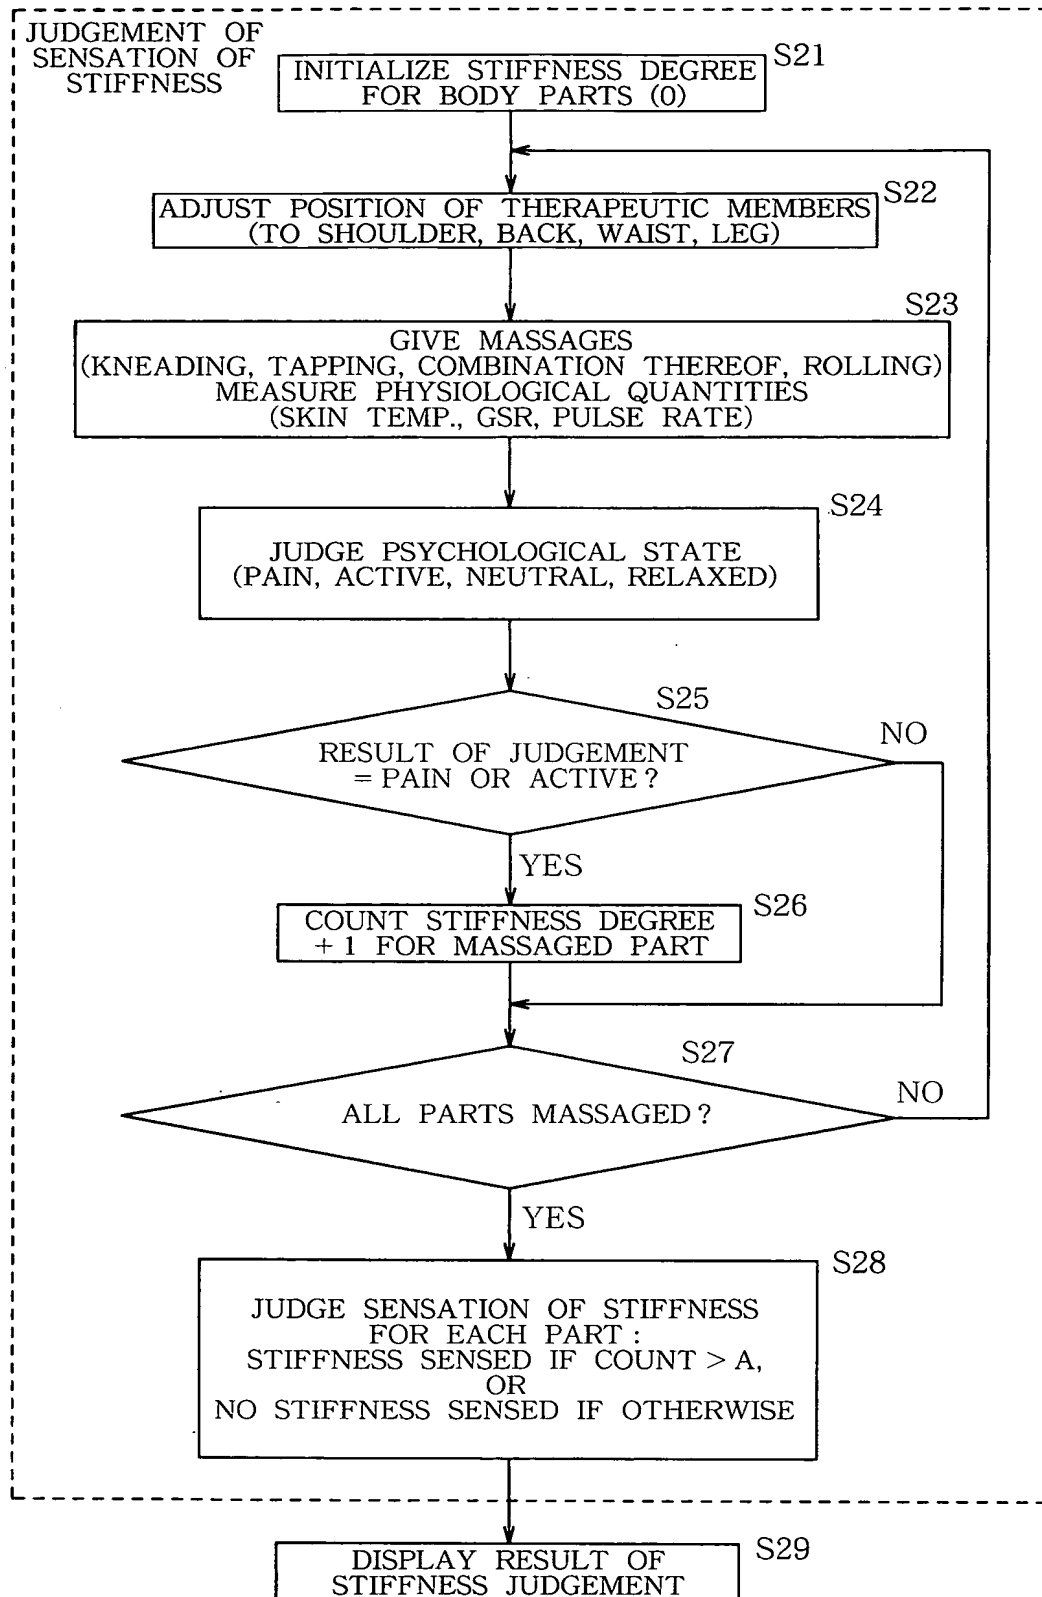 JUDGEMENT OF
SENSATION OF
STIFFNESS
S21
INITIALIZE STIFFNESS DEGREE
FOR BODY PARTS (0)
S22
ADJUST POSITION OF THERAPEUTIC MEMBERS
(TO SHOULDER, BACK, WAIST, LEG)
S23
GIVE MASSAGES
(KNEADING, TAPPING, COMBINATION THEREOF, ROLLING)
MEASURE PHYSIOLOGICAL QUANTITIES
(SKIN TEMP., GSR, PULSE RATE)
S24
JUDGE PSYCHOLOGICAL STATE
(PAIN, ACTIVE, NEUTRAL, RELAXED)
S25
RESULT OF JUDGEMENT
= PAIN OR ACTIVE?
NO
YES
S26
COUNT STIFFNESS DEGREE
+ 1 FOR MASSAGED PART
S27
ALL PARTS MASSAGED?
NO
YES
S28
JUDGE SENSATION OF STIFFNESS
FOR EACH PART :
STIFFNESS SENSED IF COUNT > A,
OR
NO STIFFNESS SENSED IF OTHERWISE
S29
DISPLAY RESULT OF
STIFFNESS JUDGEMENT